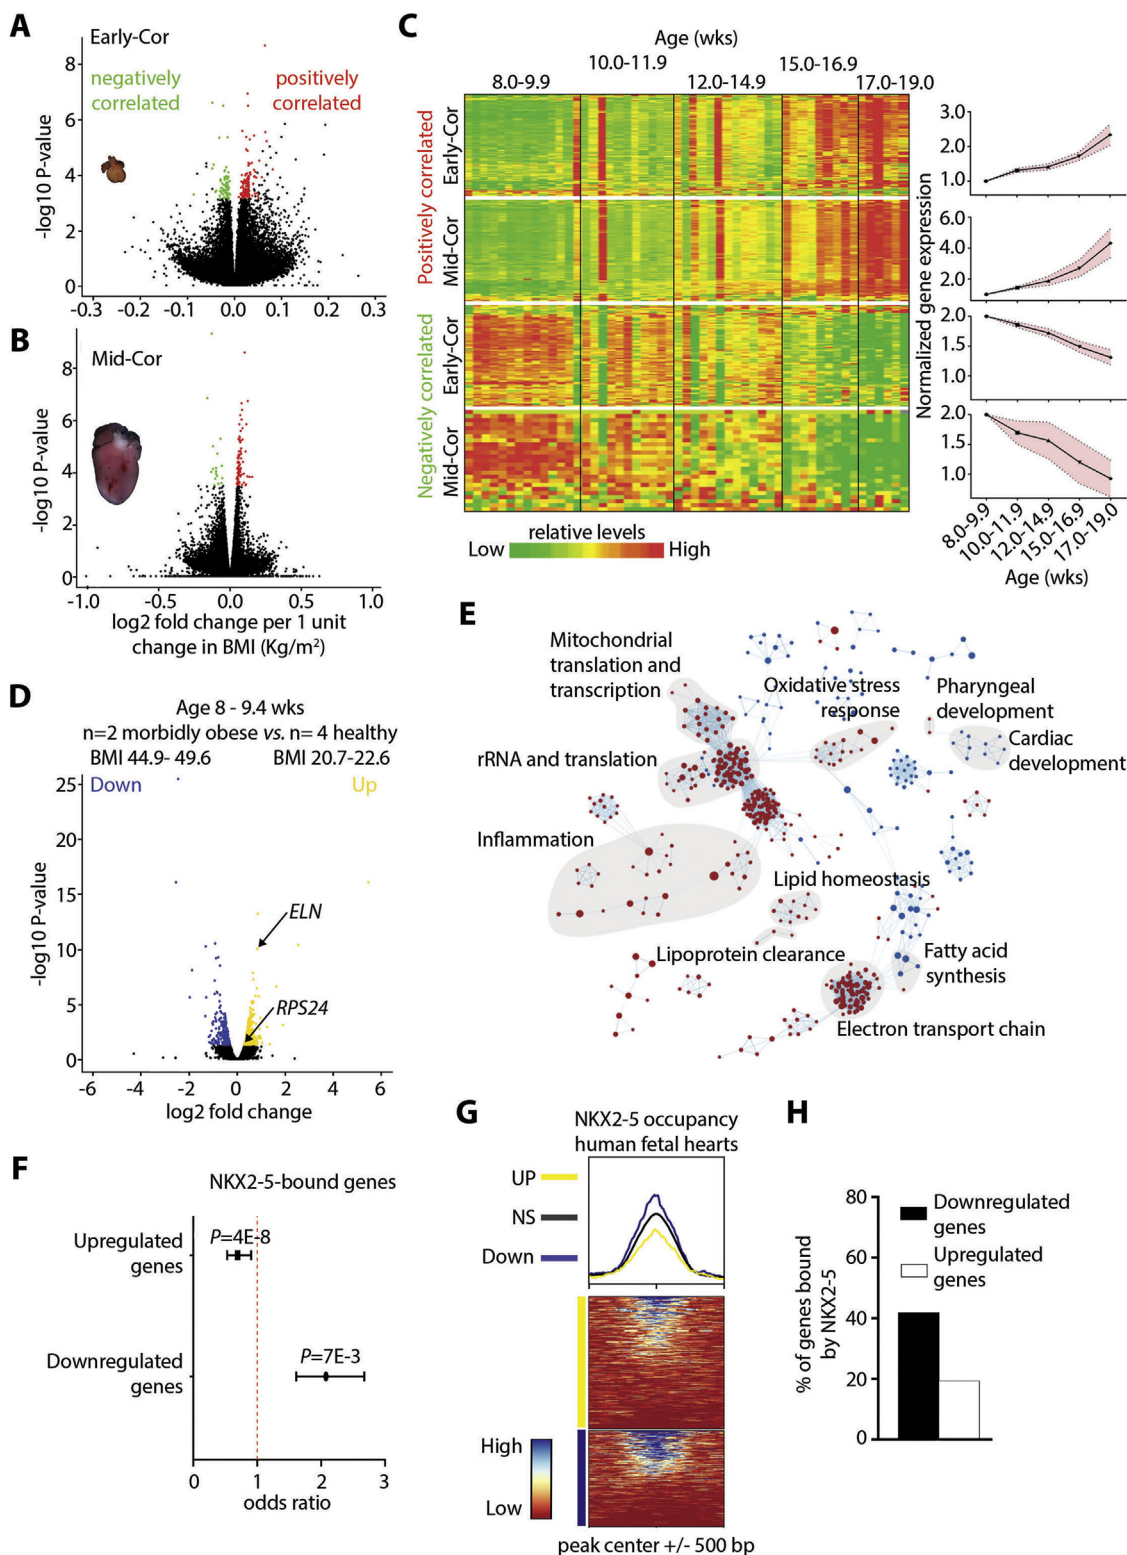 A
Early-Cor
negatively
correlated
positively
correlated
-log10 P-value
8
6
4
2
0
-0.3 -0.1 0.0 0.1 0.2 0.3
B
Mid-Cor
-log10 P-value
8
6
4
2
0
-1.0 -0.5 0.0 0.5 1.0
log2 fold change per 1 unit
change in BMI (Kg/m²)
C
Age (wks)
8.0-9.9 10.0-11.9 12.0-14.9 15.0-16.9 17.0-19.0
Positively correlated
Early-Cor
Mid-Cor
Negatively correlated
Early-Cor
Mid-Cor
relative levels
Low High
Normalized gene expression
3.0
2.0
1.0
6.0
4.0
2.0
2.0
1.5
1.0
2.0
1.5
1.0
8.0-9.9
10.0-11.9
12.0-14.9
15.0-16.9
17.0-19.0
Age (wks)
D
Age 8 - 9.4 wks
n=2 morbidly obese vs. n= 4 healthy
BMI 44.9- 49.6 BMI 20.7-22.6
Down Up
-log10 P-value
25
20
15
10
5
0
ELN
RPS24
-6 -4 -2 0 2 4 6
log2 fold change
E
Mitochondrial
translation and
transcription
Oxidative stress
response
Pharyngeal
development
Cardiac
development
rRNA and translation
Inflammation
Lipid homeostasis
Lipoprotein clearance
Fatty acid
synthesis
Electron transport chain
F
NKX2-5-bound genes
Upregulated
genes
P=4E-8
Downregulated
genes
P=7E-3
0 1 2 3
odds ratio
G
NKX2-5 occupancy
human fetal hearts
UP
NS
Down
High
Low
peak center +/- 500 bp
H
% of genes bound
by NKX2-5
80
60
40
20
0
Downregulated
genes
Upregulated
genes